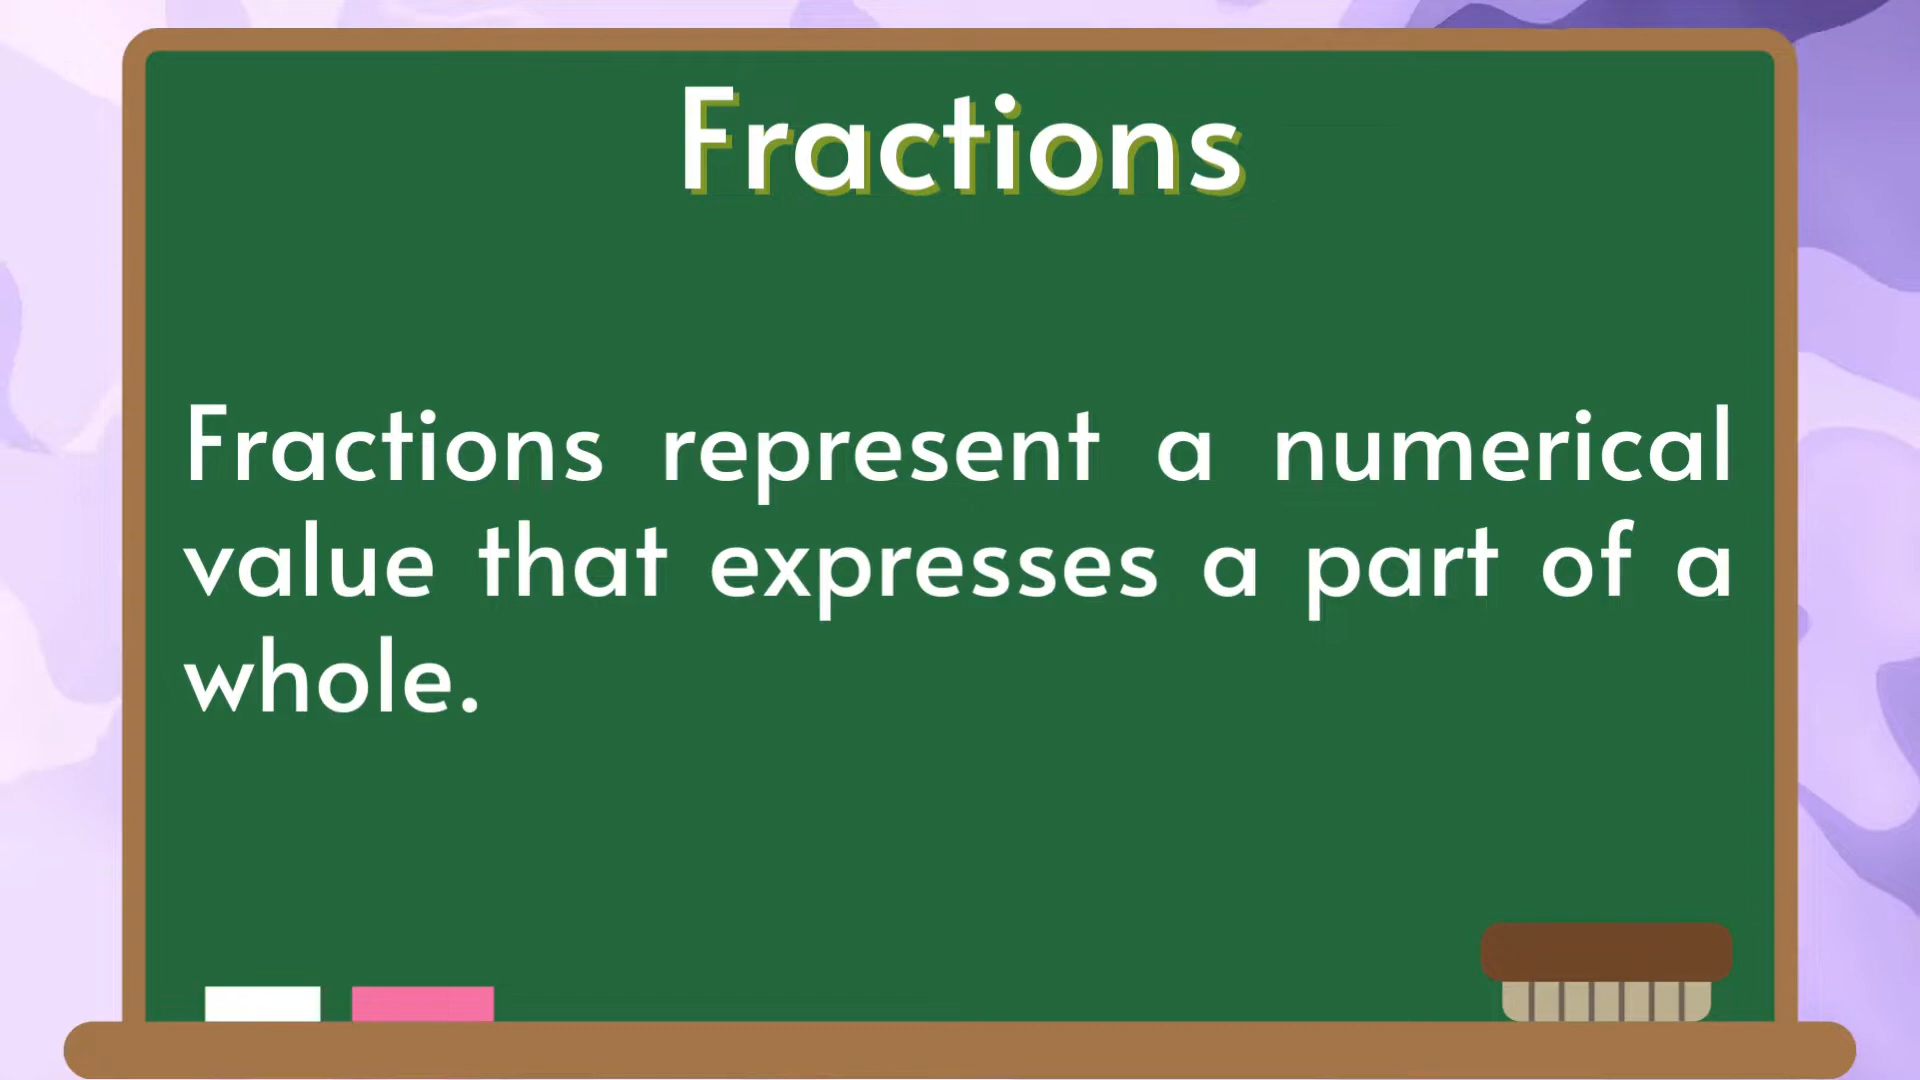 Fractions
Fractions represent a numerical
value that expresses a part of a
whole.